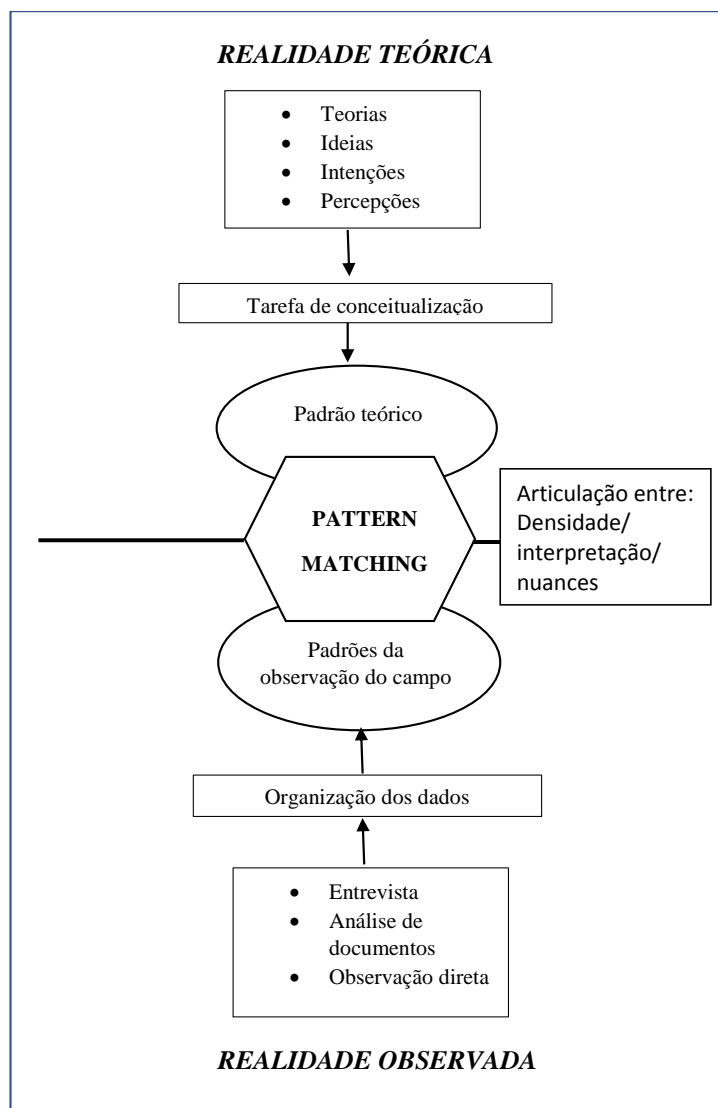 REALIDADE TEÓRICA
• Teorias
• Ideias
• Intenções
• Percepções
Tarefa de conceitualização
Padrão teórico
PATTERN
MATCHING
Articulação entre:
Densidade/
interpretação/
nuances
Padrões da
observação do campo
Organização dos dados
• Entrevista
• Análise de
documentos
• Observação direta
REALIDADE OBSERVADA